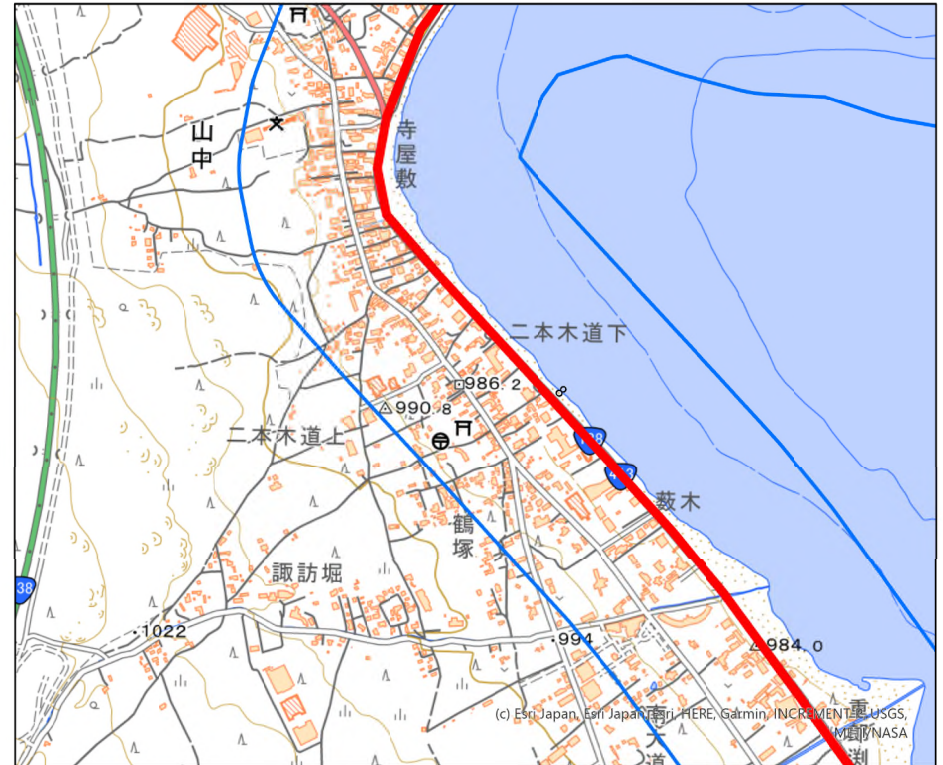 山中
寺屋敷
二本木道下
986.2
990.8
二本木道上
薮木
鶴塚
諏訪堀
38
1022
994
984.0
(c) Esri Japan, Esri Japan, Esri, HERE, Garmin, INCREMENT P, USGS,
METI/NASA